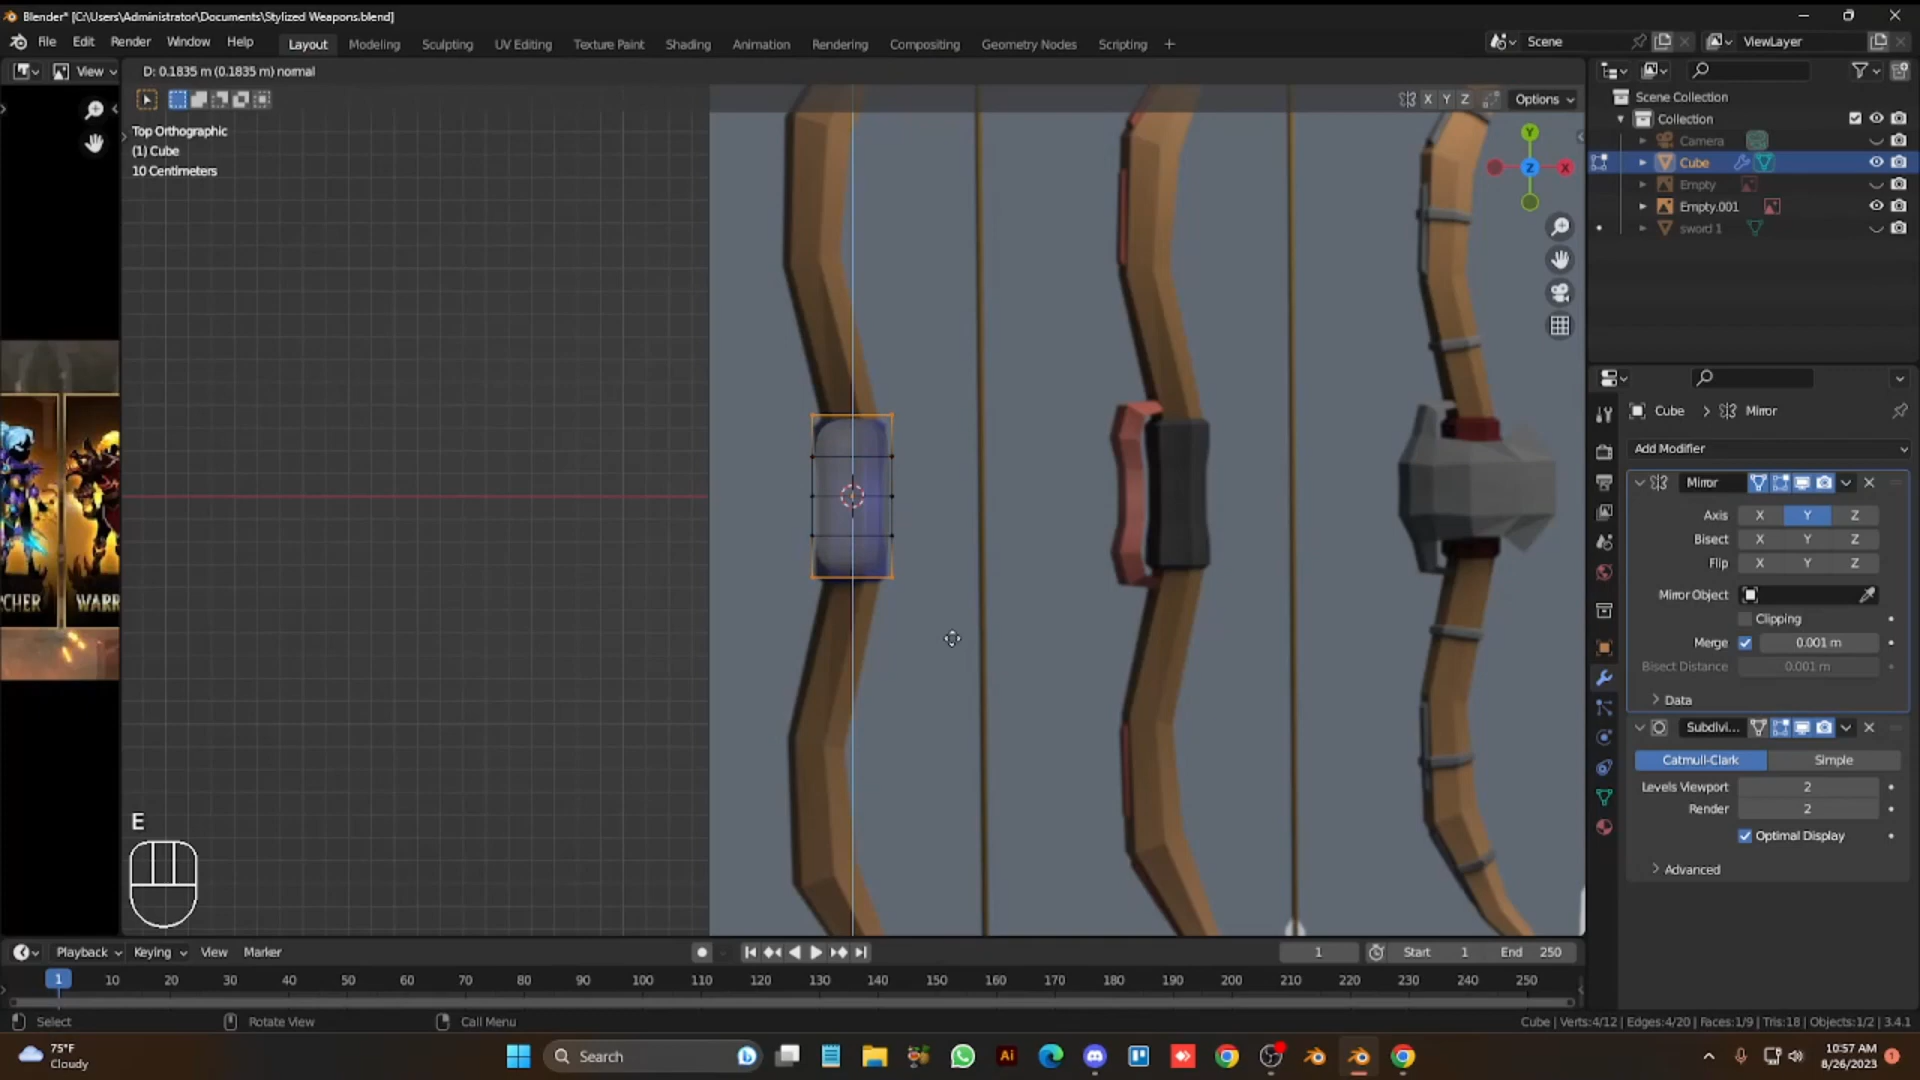 Blender* [C:\Users\Administrator\Documents\Stylized Weapons.blend]
File Edit Render Window Help Layout Modeling Sculpting UV Editing Texture Paint Shading Animation Rendering Compositing Geometry Nodes Scripting + Scene ViewLayer
View D: 0.1835 m (0.1835 m) normal
X Y Z Options
Top Orthographic
(1) Cube
10 Centimeters
Y
Z X
Scene Collection
Collection
Camera
Cube
Empty
Empty.001
sword 1
Cube > Mirror
Add Modifier
Mirror
Axis X Y Z
Bisect X Y Z
Flip X Y Z
Mirror Object
Clipping
Merge 0.001 m
Bisect Distance 0.001 m
> Data
Subdivi...
Catmull-Clark Simple
Levels Viewport 2
Render 2
Optimal Display
> Advanced
CHER WARR
E
Playback Keying View Marker 1 Start 1 End 250
1 10 20 30 40 50 60 70 80 90 100 110 120 130 140 150 160 170 180 190 200 210 220 230 240 250
Select Rotate View Call Menu Cube | Verts:4/12 | Edges:4/20 | Faces:1/9 | Tris:18 | Objects:1/2 | 3.4.1
75°F
Cloudy
Search
Ai
10:57 AM
8/26/2023
1